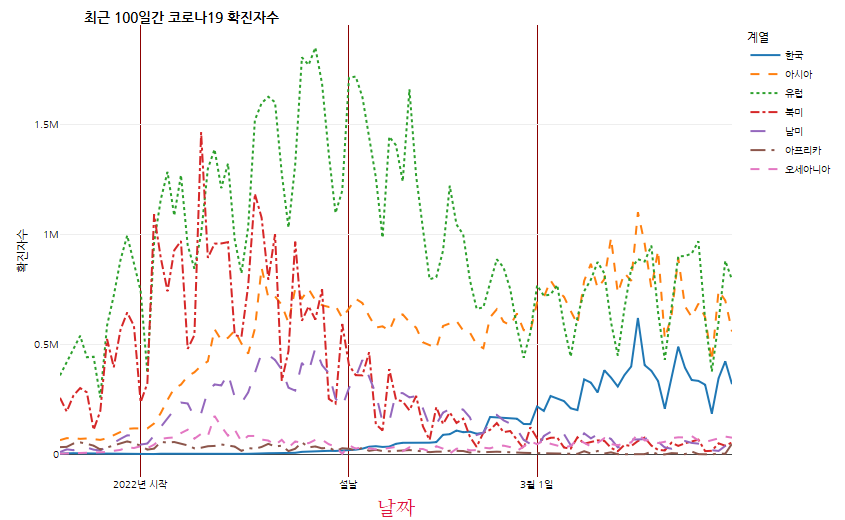 최근 100일간 코로나19 확진자수
계열
한국
아시아
유럽
북미
남미
아프리카
오세아니아
확진자수
1.5M
1M
0.5M
0
2022년 시작
설날
3월 1일
날짜